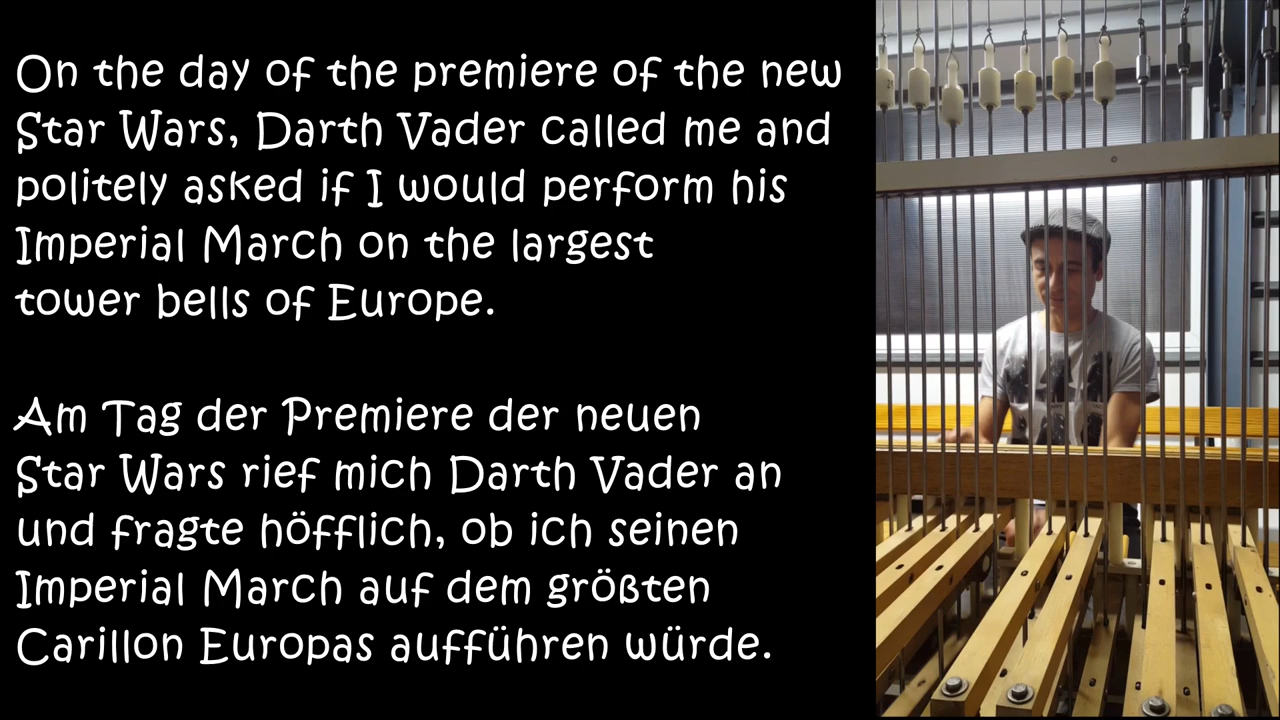 On the day of the premiere of the new
Star Wars, Darth Vader called me and
politely asked if I would perform his
Imperial March on the largest
tower bells of Europe.
Am Tag der Premiere der neuen
Star Wars rief mich Darth Vader an
und fragte höfflich, ob ich seinen
Imperial March auf dem größten
Carillon Europas aufführen würde.